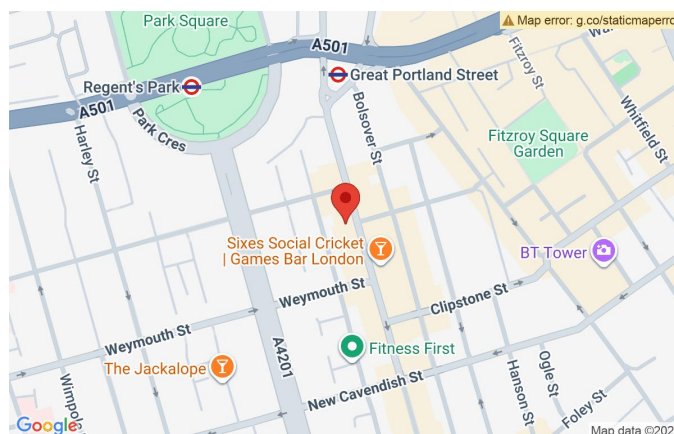 Park Square
Map error: g.co/staticmaperro
A501
Fitzroy St
Regent's Park
Great Portland Street
A501
Whitfield St
Harley St
Park Cres
Bolsover St
Fitzroy Square
Garden
Sixes Social Cricket
| Games Bar London
BT Tower
Weymouth St
Clipstone St
Weymouth St
A4201
Fitness First
The Jackalope
Ogle St
Hanson St
New Cavendish St
Foley St
Google
Map data ©202